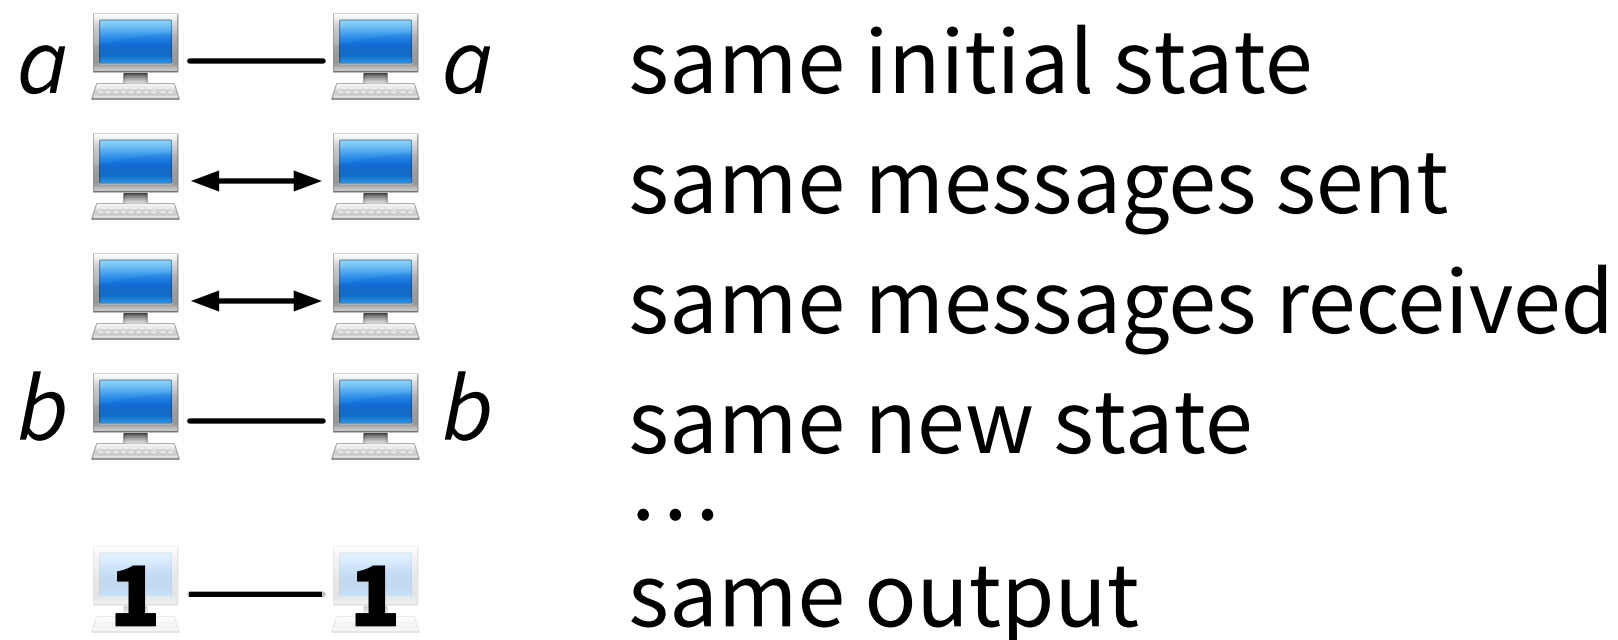 a a same initial state
same messages sent
same messages received
b b same new state
...
1 1 same output